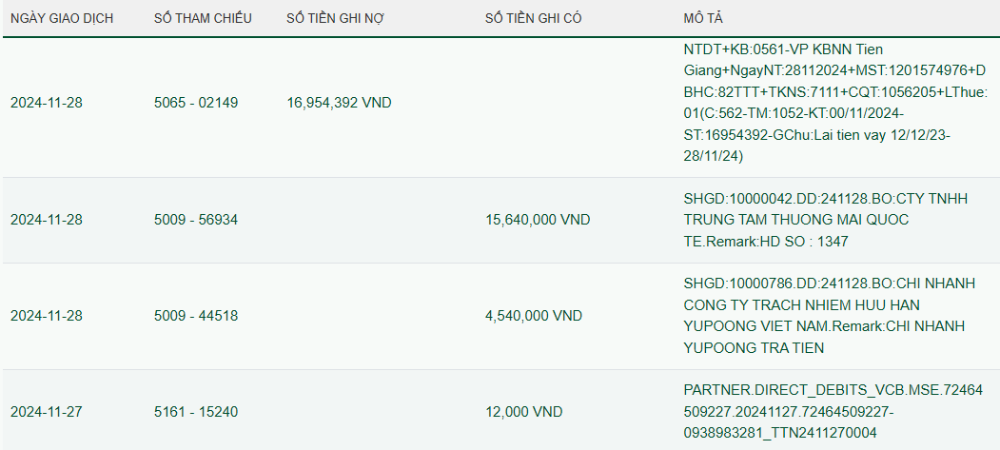 NGÀY GIAO DỊCH SỐ THAM CHIẾU SỐ TIỀN GHI NỢ SỐ TIỀN GHI CÓ MÔ TẢ
2024-11-28 5065 - 02149 16,954,392 VND
NTDT+KB:0561-VP KBNN Tien
Giang+NgayNT:28112024+MST:1201574976+D
BHC:82TTT+TKNS:7111+CQT:1056205+LThue:
01(C:562-TM:1052-KT:00/11/2024-
ST:16954392-GChu:Lai tien vay 12/12/23-
28/11/24)
2024-11-28 5009 - 56934 15,640,000 VND
SHGD:10000042.DD:241128.BO:CTY TNHH
TRUNG TAM THUONG MAI QUOC
TE.Remark:HD SO : 1347
2024-11-28 5009 - 44518 4,540,000 VND
SHGD:10000786.DD:241128.BO:CHI NHANH
CONG TY TRACH NHIEM HUU HAN
YUPOONG VIET NAM.Remark:CHI NHANH
YUPOONG TRA TIEN
2024-11-27 5161 - 15240 12,000 VND
PARTNER.DIRECT_DEBITS_VCB.MSE.72464
509227.20241127.72464509227-
0938983281_TTN2411270004